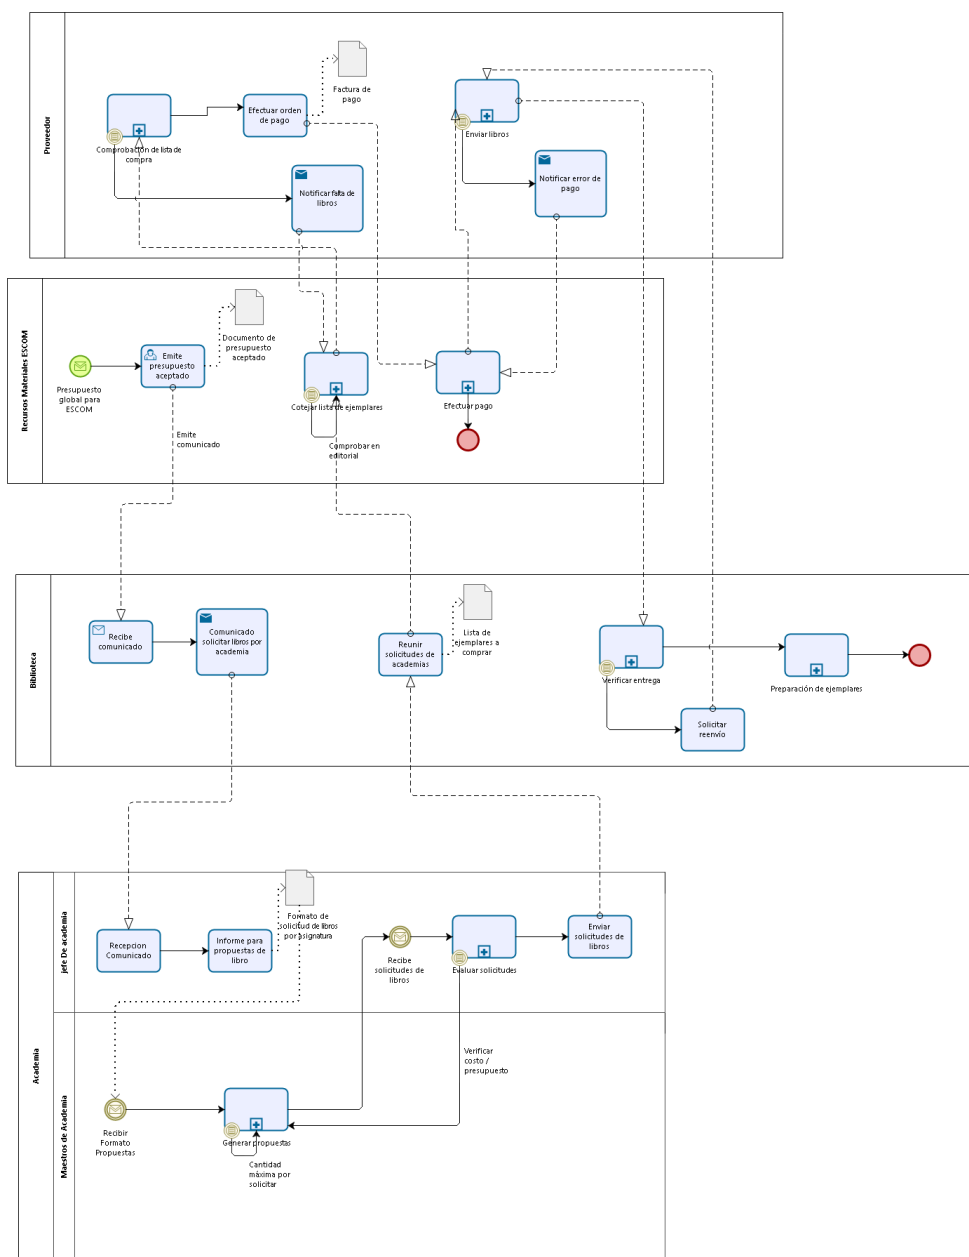 Proveedor
Factura de
pago
Efectuar orden
de pago
Comprobación de lista de
compra
Enviar libros
Notificar falta de
libros
Notificar error de
pago
Recursos Materiales ESCOM
Documento de
presupuesto
aceptado
Emite
presupuesto
aceptado
Presupuesto
global para
ESCOM
Cotejar lista de ejemplares
Efectuar pago
Emite
comunicado
Comprobar en
editorial
Biblioteca
Recibe
comunicado
Comunicado
solicitar libros por
academia
Reunir
solicitudes de
academias
Lista de
ejemplares a
comprar
Verificar entrega
Preparación de ejemplares
Solicitar
reenvío
Academia
jefe De academia
Recepcion
Comunicado
Informe para
propuestas de
libro
Formato de
solicitud de libros
por asignatura
Recibe
solicitudes de
libros
Evaluar solicitudes
Enviar
solicitudes de
libros
Maestros de Academia
Verificar
costo /
presupuesto
Recibir
Formato
Propuestas
Generar propuestas
Cantidad
máxima por
solicitar